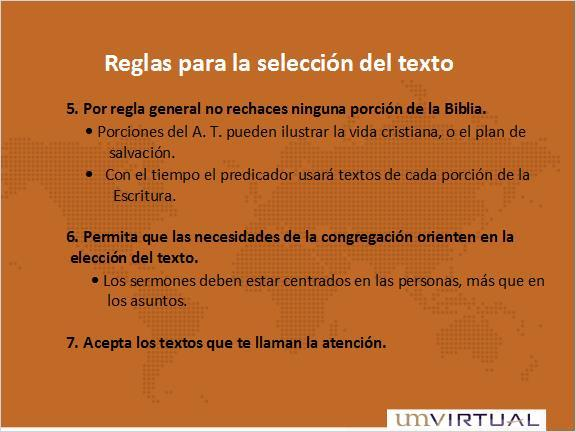 Reglas para la selección del texto
5. Por regla general no rechaces ninguna porción de la Biblia.
• Porciones del A. T. pueden ilustrar la vida cristiana, o el plan de
salvación.
• Con el tiempo el predicador usará textos de cada porción de la
Escritura.
6. Permita que las necesidades de la congregación orienten en la
elección del texto.
• Los sermones deben estar centrados en las personas, más que en
los asuntos.
7. Acepta los textos que te llaman la atención.
umVIRTUAL